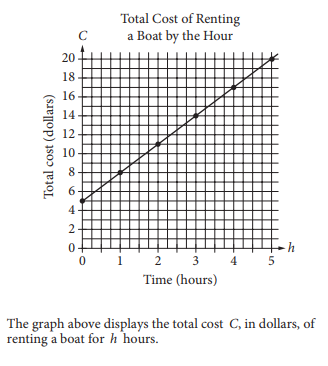 Total Cost of Renting
a Boat by the Hour
C
20
18
16
14
12
10
8
6
4
2
0
Total cost (dollars)
0 1 2 3 4 5 h
Time (hours)
The graph above displays the total cost C, in dollars, of
renting a boat for h hours.